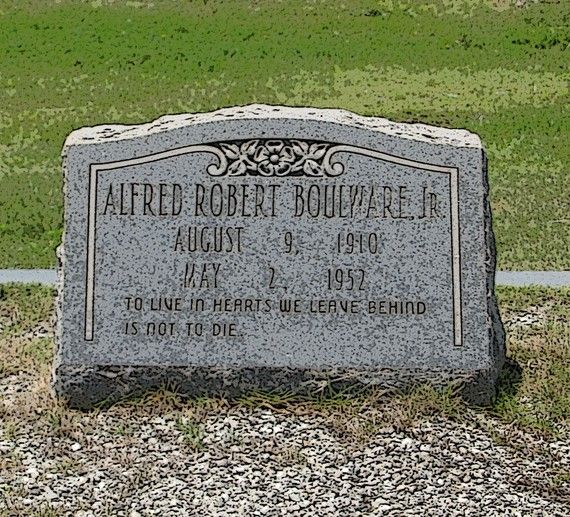 ALFRED ROBERT BOULWARE, JR.
AUGUST 9, 1910
MAY 2, 1952
TO LIVE IN HEARTS WE LEAVE BEHIND
IS NOT TO DIE.